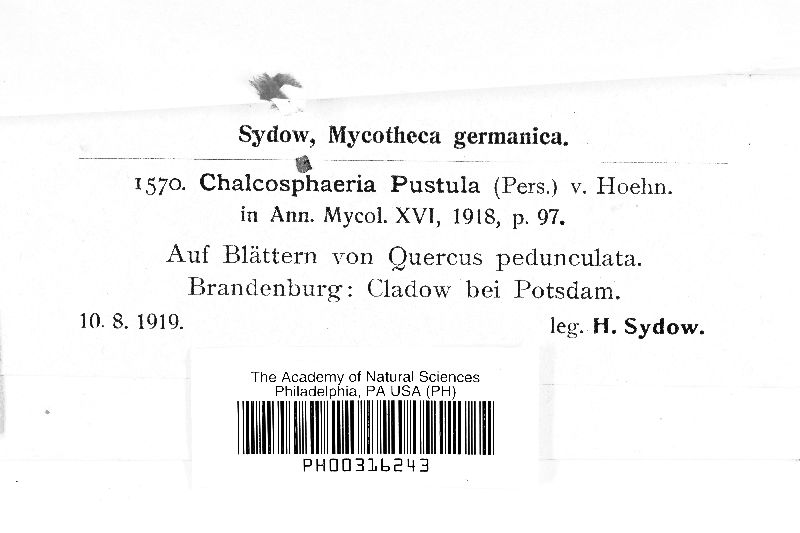 Sydow, Mycotheca germanica.
1570. Chalcosphaeria Pustula (Pers.) v. Hoehn.
in Ann. Mycol. XVI, 1918, p. 97.
Auf Blättern von Quercus pedunculata.
Brandenburg: Cladow bei Potsdam.
10. 8. 1919. leg. H. Sydow.
The Academy of Natural Sciences
Philadelphia, PA USA (PH)
PH00316243